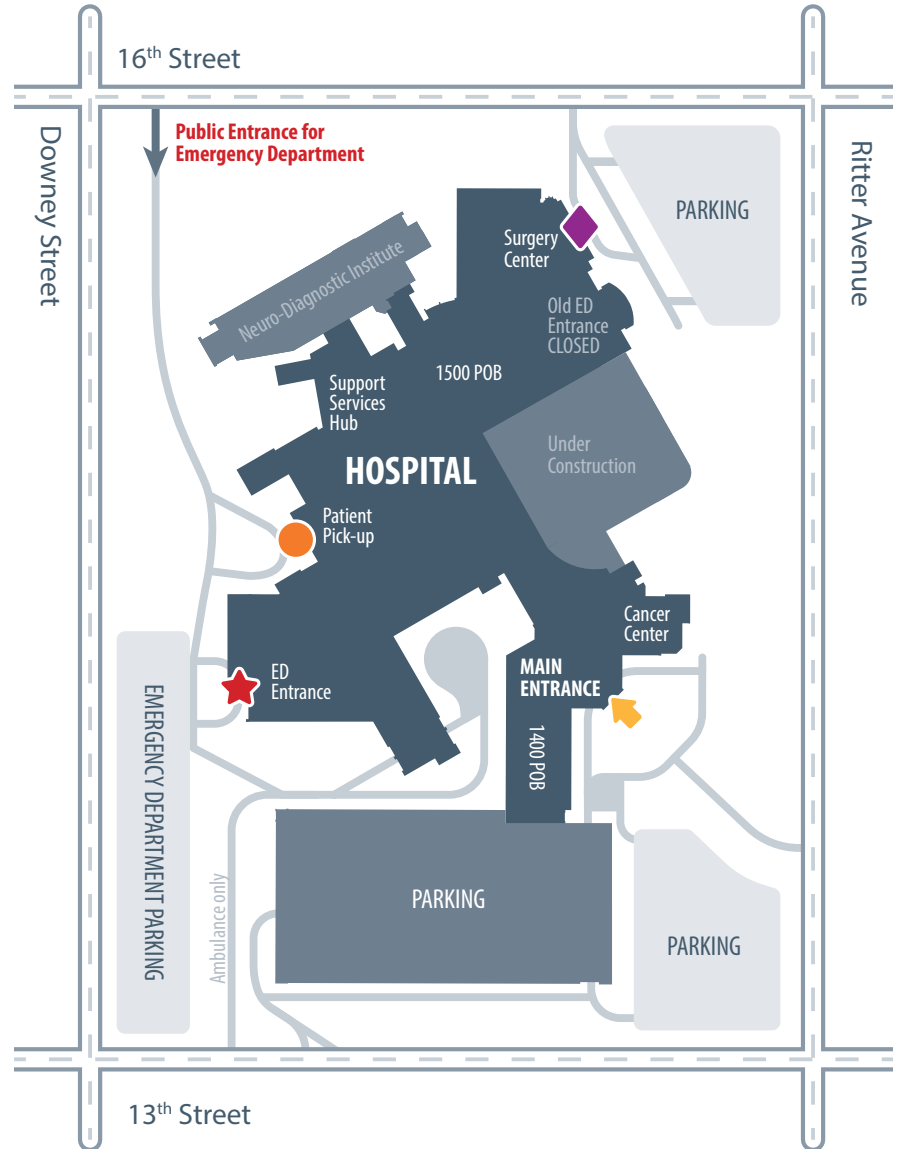 16th Street
Downey Street
Ritter Avenue
Public Entrance for
Emergency Department
PARKING
Surgery
Center
Neuro-Diagnostic Institute
Old ED
Entrance
CLOSED
1500 POB
Support
Services
Hub
Under
Construction
HOSPITAL
Patient
Pick-up
Cancer
Center
MAIN
ENTRANCE
ED
Entrance
1400 POB
EMERGENCY DEPARTMENT PARKING
Ambulance only
PARKING
PARKING
13th Street